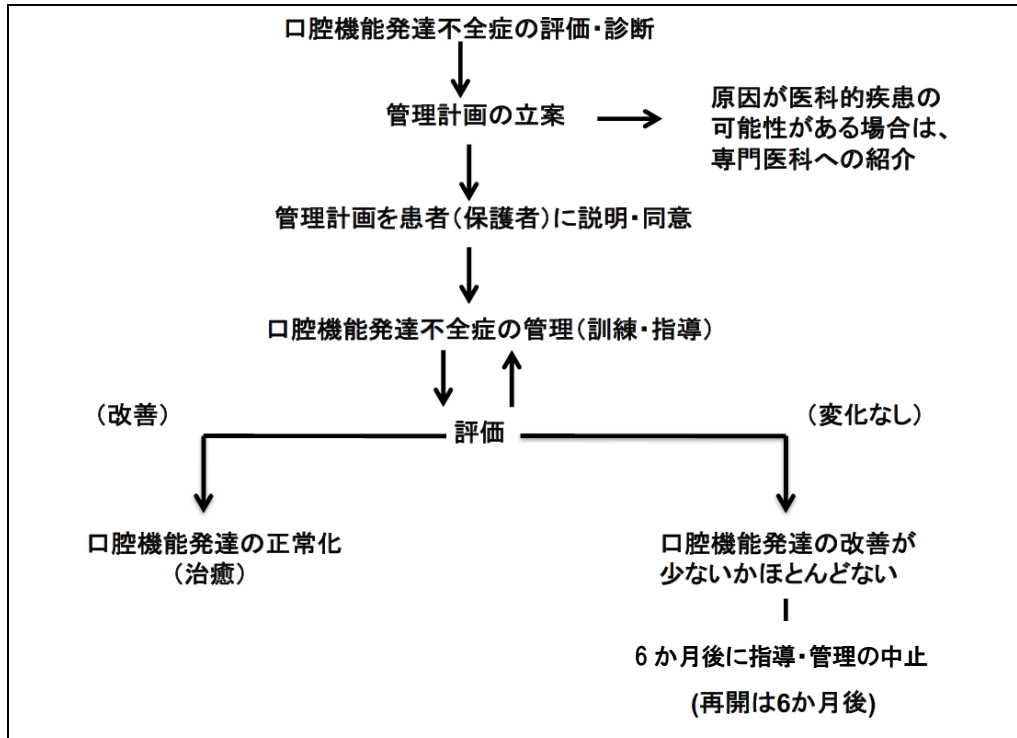 口腔機能発達不全症の評価・診断
管理計画の立案
原因が医科的疾患の
可能性がある場合は、
専門医科への紹介
管理計画を患者(保護者)に説明・同意
口腔機能発達不全症の管理(訓練・指導)
(改善)
評価
(変化なし)
口腔機能発達の正常化
(治癒)
口腔機能発達の改善が
少ないかほとんどない
6か月後に指導・管理の中止
(再開は6か月後)